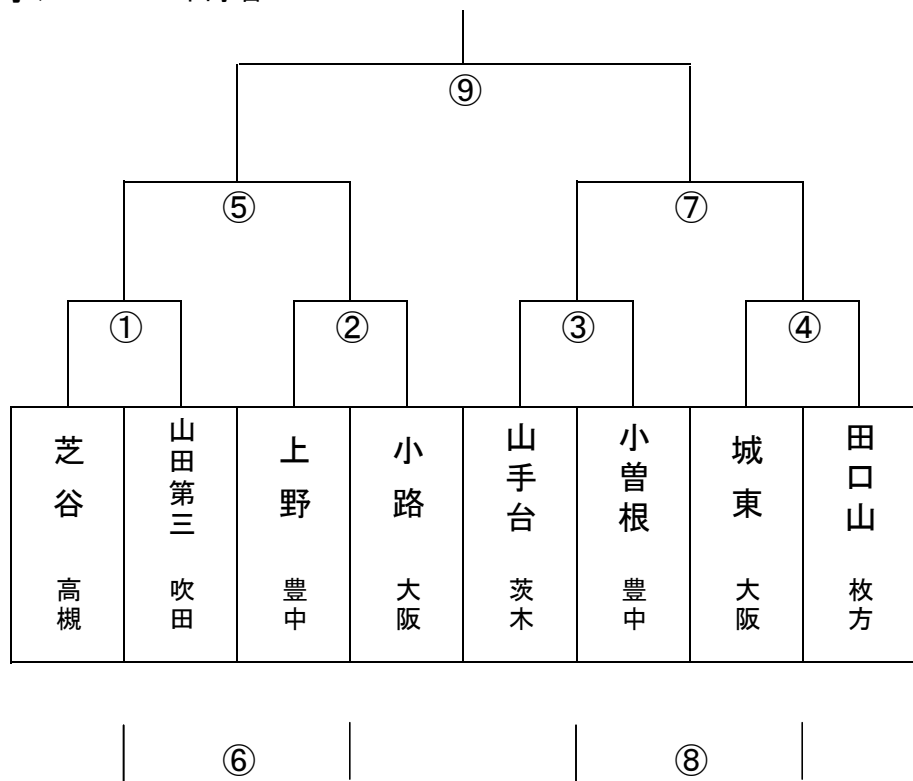 ⑨
⑤ ⑦
① ② ③ ④
芝谷 山田第三 上野 小路 山手台 小曽根 城東 田口山
高槻 吹田 豊中 大阪 茨木 豊中 大阪 枚方
⑥ ⑧